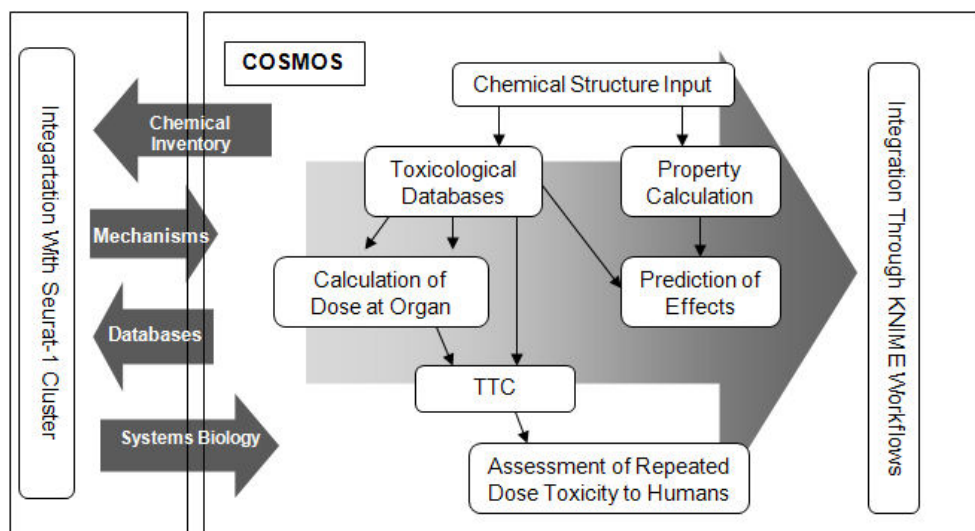 COSMOS
Integartation With Seurat-1 Cluster
Chemical
Inventory
Mechanisms
Databases
Systems Biology
Chemical Structure Input
Toxicological
Databases
Property
Calculation
Calculation of
Dose at Organ
Prediction of
Effects
TTC
Assessment of Repeated
Dose Toxicity to Humans
Integration Through KNIME Workflows